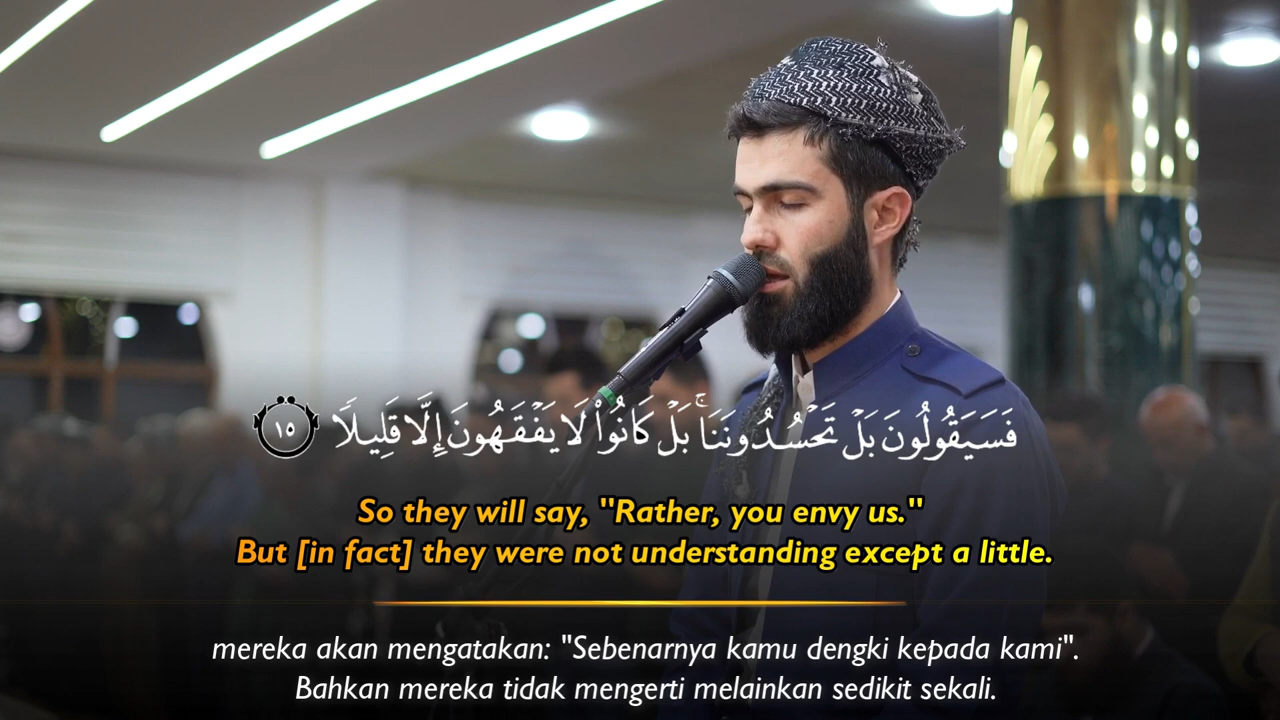 فَسَيَقُولُونَ بَلْ تَحْسُدُونَنَا ۚ بَلْ كَانُوا۟ لَا يَفْقَهُونَ إِلَّا قَلِيلًا ١٥
So they will say, "Rather, you envy us."
But [in fact] they were not understanding except a little.
mereka akan mengatakan: "Sebenarnya kamu dengki kepada kami".
Bahkan mereka tidak mengerti melainkan sedikit sekali.